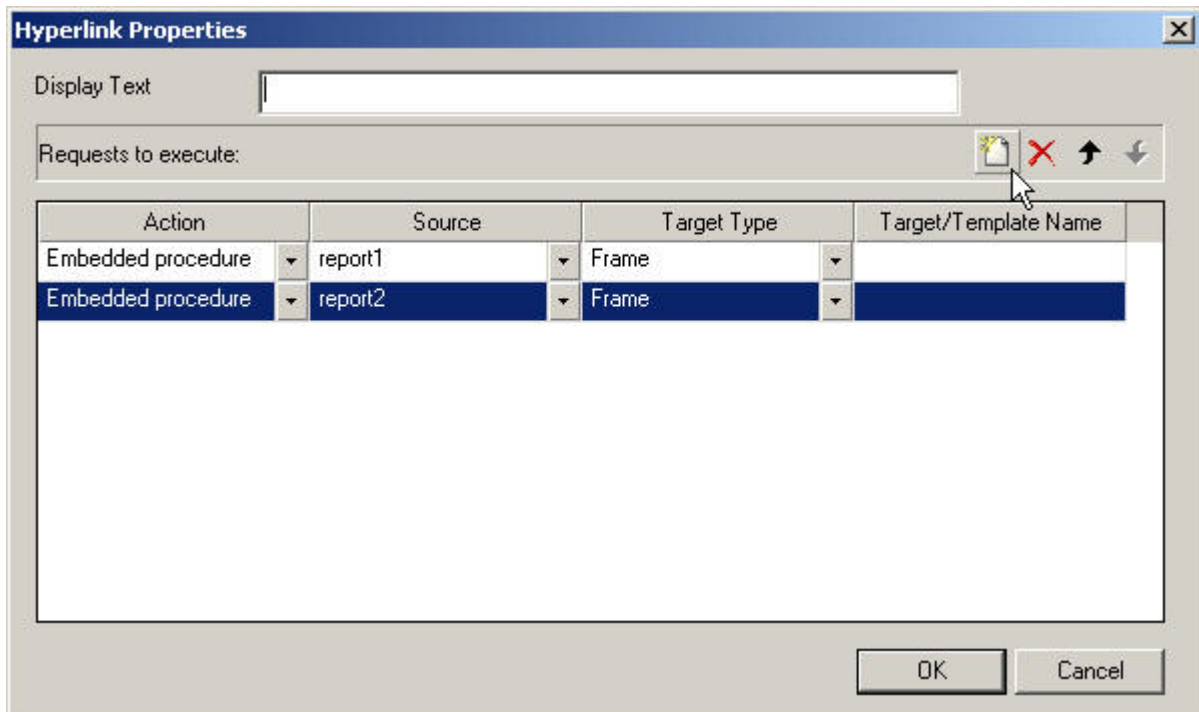 Hyperlink Properties
Display Text
Requests to execute:
Action Source Target Type Target/Template Name
Embedded procedure report1 Frame
Embedded procedure report2 Frame
OK Cancel